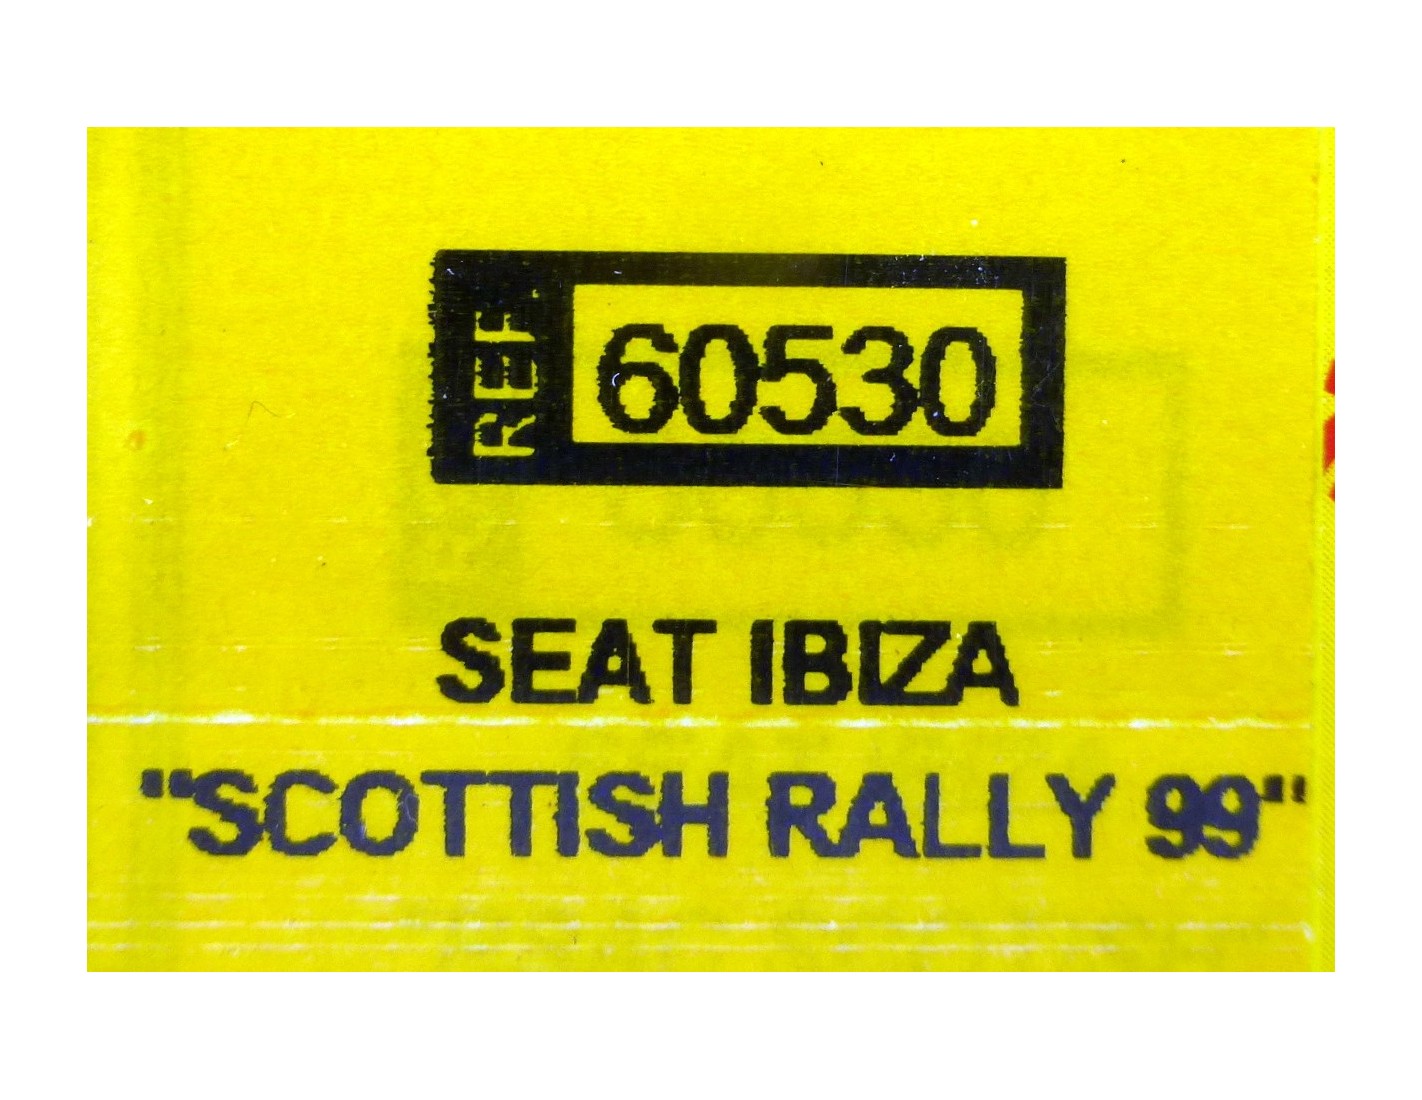 REF. 60530
SEAT IBIZA
"SCOTTISH RALLY 99"